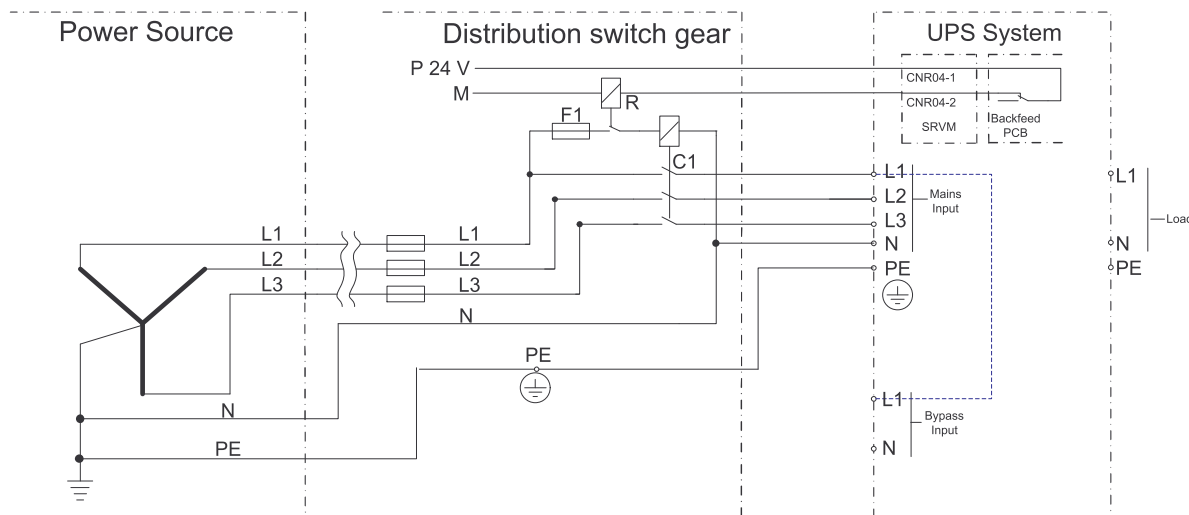 Power Source
Distribution switch gear
UPS System
P 24 V
M
R
F1
C1
CNR04-1
CNR04-2
SRVM
Backfeed
PCB
L1
L2
L3
N
PE
Mains
Input
L1
N
PE
Load
L1
L2
L3
L1
L2
L3
N
PE
N
PE
L1
N
Bypass
Input